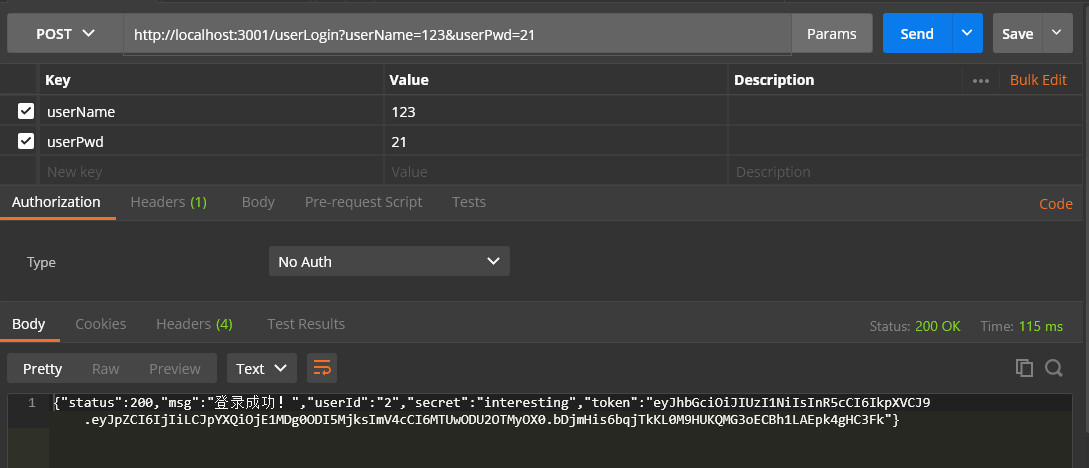 POST http://localhost:3001/userLogin?userName=123&userPwd=21 Params Send Save
Key Value Description ••• Bulk Edit
userName 123
userPwd 21
New key Value Description
Authorization Headers (1) Body Pre-request Script Tests Code
Type No Auth
Body Cookies Headers (4) Test Results Status: 200 OK Time: 115 ms
Pretty Raw Preview Text
1 {"status":200,"msg":"登录成功！","userId":"2","secret":"interesting","token":"eyJhbGciOiJIUzI1NiIsInR5cCI6IkpXVCJ9
.eyJpZCI6IjIiLCJpYXQiOjE1MDg0ODI5MjksImV4cCI6MTUwODU2OTMyOX0.bDjmHis6bqjTkKL0M9HUKQMG3oECBh1LAEpk4gHC3Fk"}